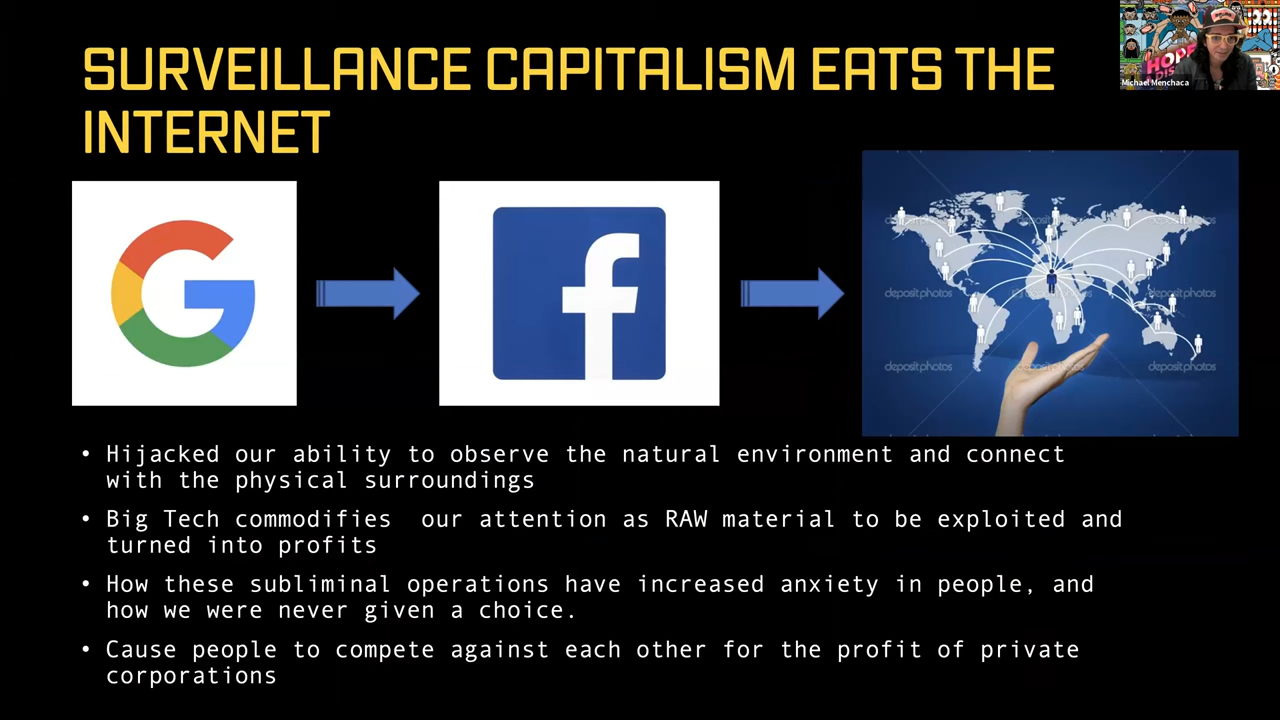 SURVEILLANCE CAPITALISM EATS THE
INTERNET
HOPE
DIS
Michael Menchaca
depositphotos
depositphotos
depositphotos
depositphotos
depositphotos
depositphotos
• Hijacked our ability to observe the natural environment and connect
with the physical surroundings
• Big Tech commodifies our attention as RAW material to be exploited and
turned into profits
• How these subliminal operations have increased anxiety in people, and
how we were never given a choice.
• Cause people to compete against each other for the profit of private
corporations